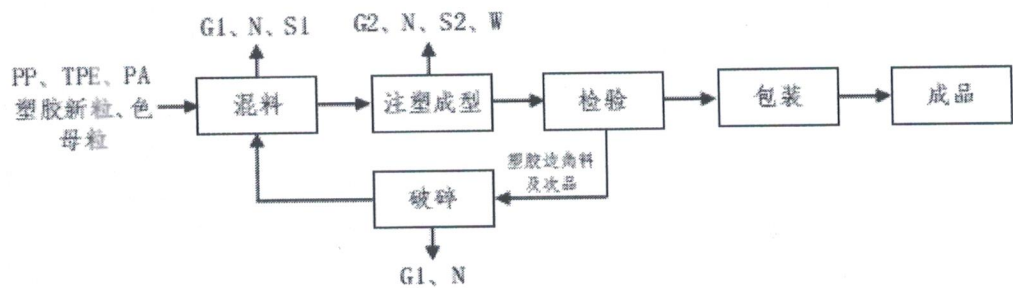 G1、N、S1
G2、N、S2、W
PP、TPE、PA
塑胶新粒、色
母粒
混料
注塑成型
检验
包装
成品
塑胶边角料
及次品
破碎
G1、N